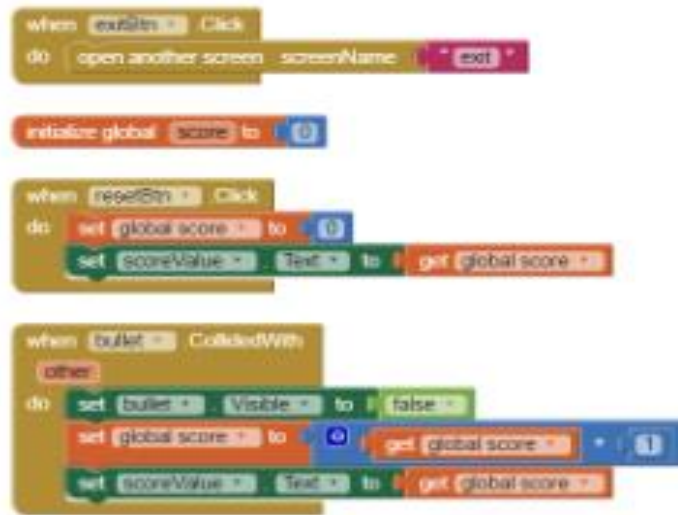 when exitBtn .Click
do open another screen screenName " exit "
initialize global score to 0
when resetBtn .Click
do set global score to 0
set scoreValue . Text to get global score
when bullet .CollidedWith
other
do set bullet . Visible to false
set global score to get global score 1
set scoreValue . Text to get global score